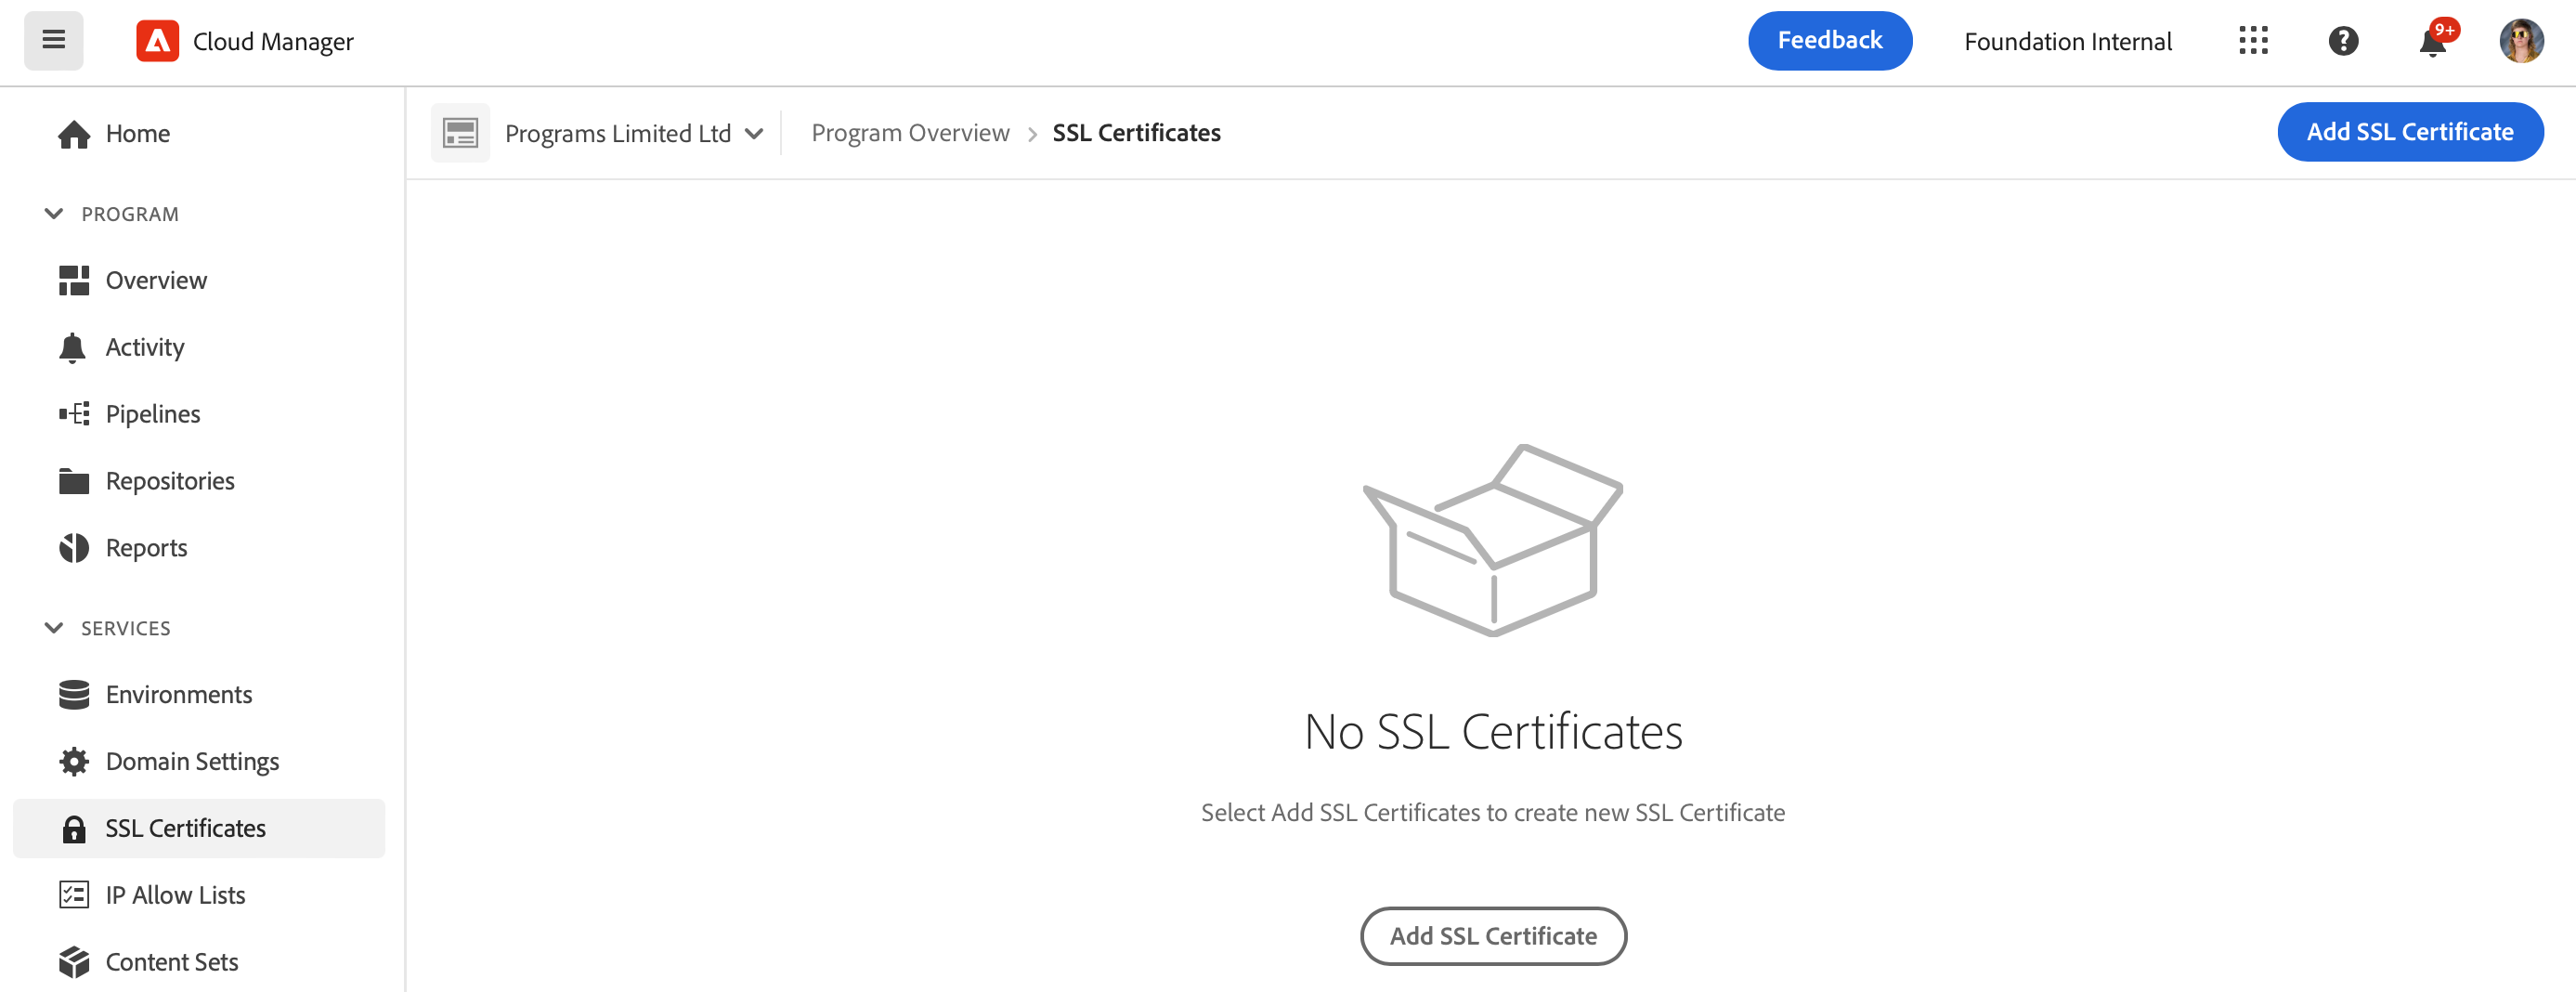 Cloud Manager
Feedback
Foundation Internal
9+
Home
Programs Limited Ltd
Program Overview
SSL Certificates
Add SSL Certificate
PROGRAM
Overview
Activity
Pipelines
Repositories
Reports
SERVICES
Environments
Domain Settings
SSL Certificates
IP Allow Lists
Content Sets
No SSL Certificates
Select Add SSL Certificates to create new SSL Certificate
Add SSL Certificate